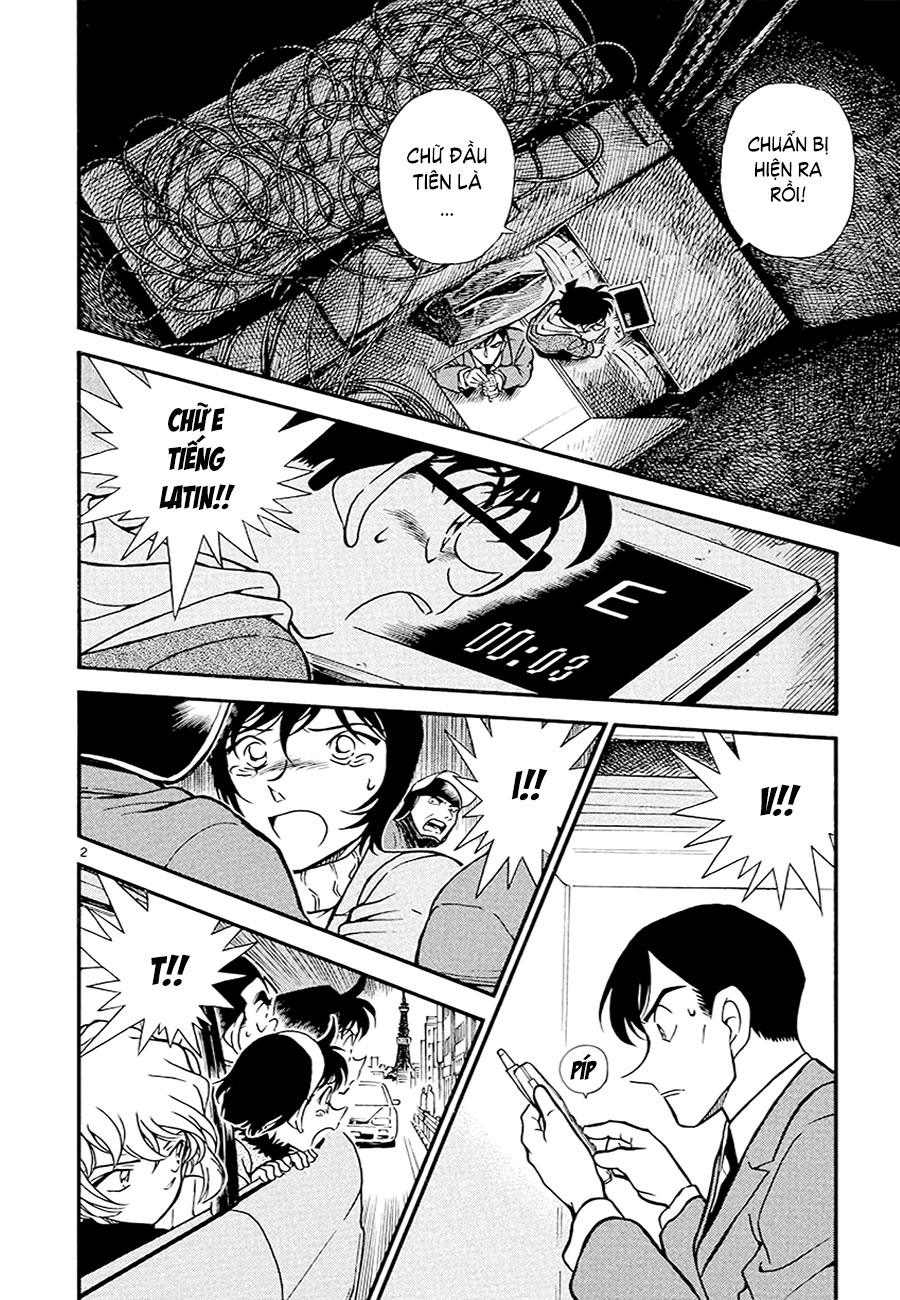 CHUẨN BỊ
HIỆN RA
RỒI!
CHỮ ĐẦU
TIÊN LÀ
...
CHỮ E
TIẾNG
LATIN!!
E
00:03
V!!
PÍP
I!!
T!!
2